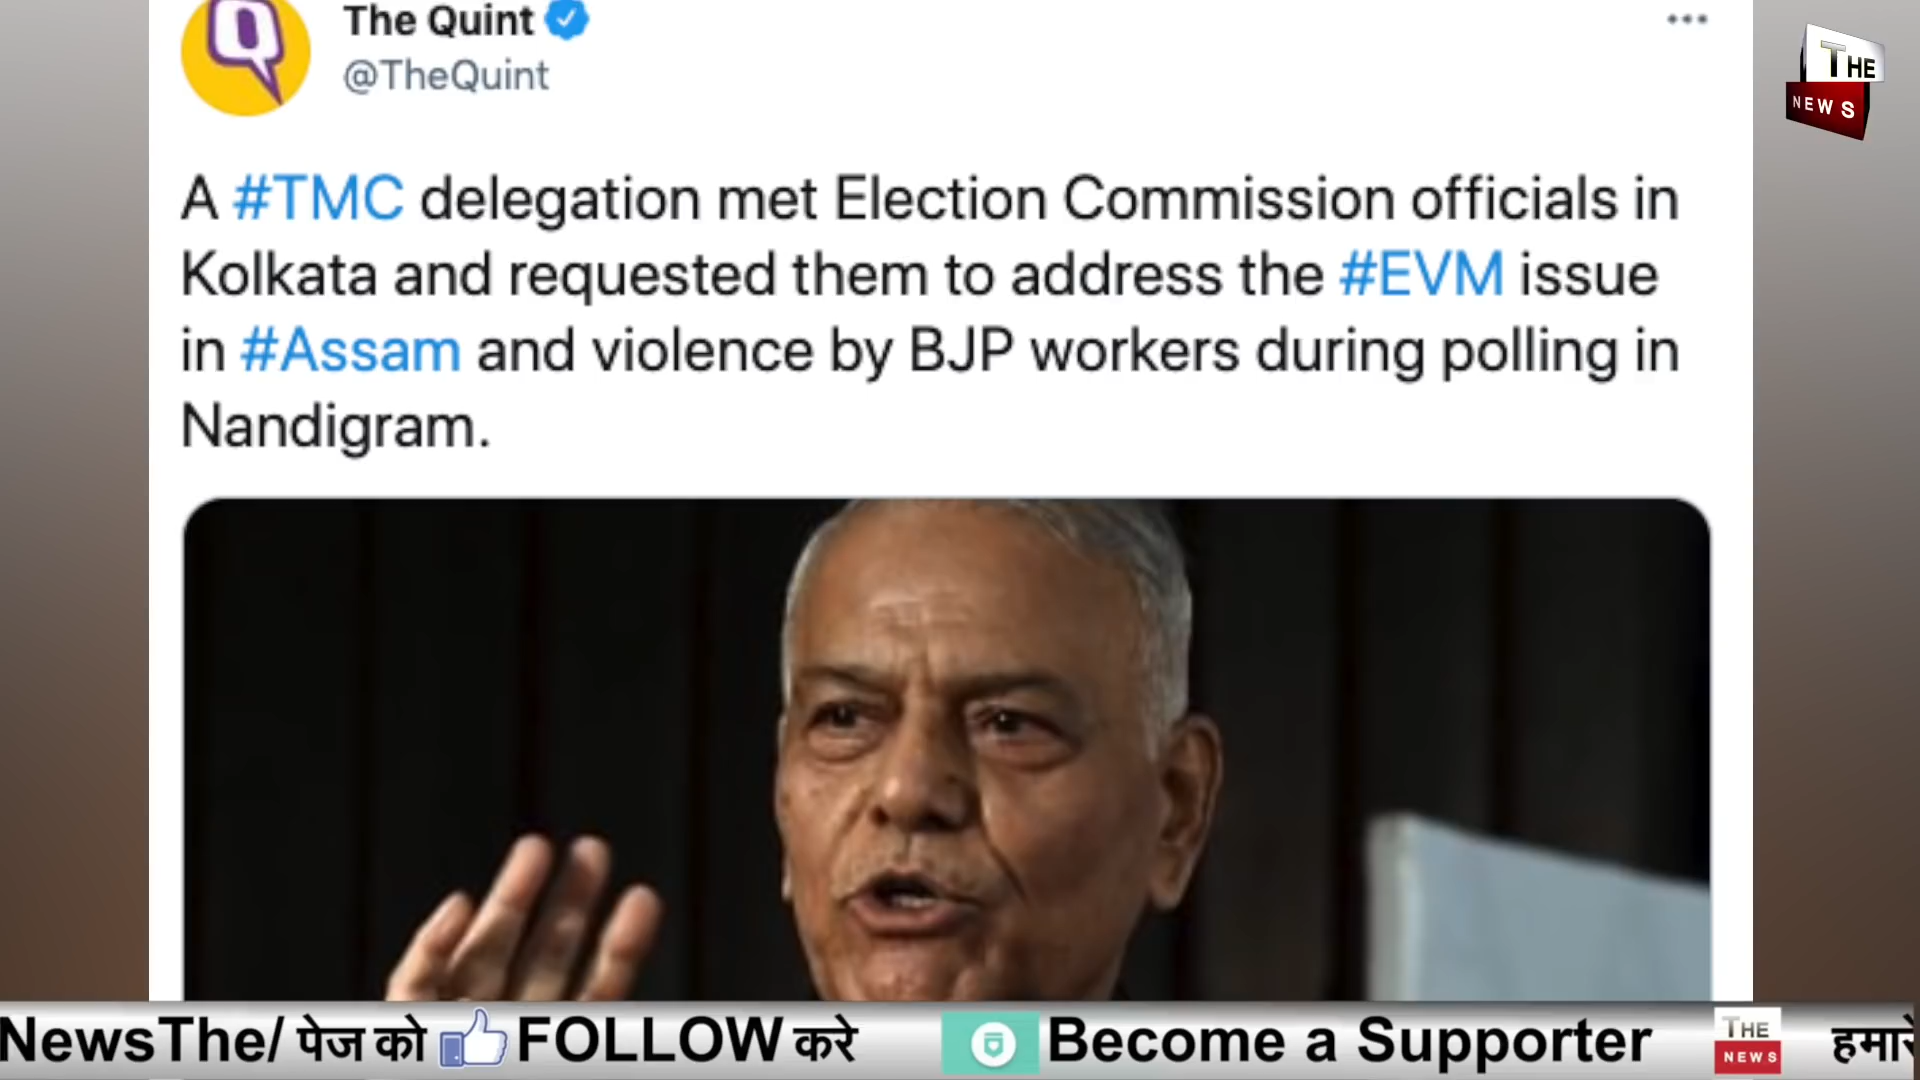 The Quint
@TheQuint
THE
NEWS
A #TMC delegation met Election Commission officials in
Kolkata and requested them to address the #EVM issue
in #Assam and violence by BJP workers during polling in
Nandigram.
NewsThe/ पेज को FOLLOW करे Become a Supporter THE NEWS हमारे